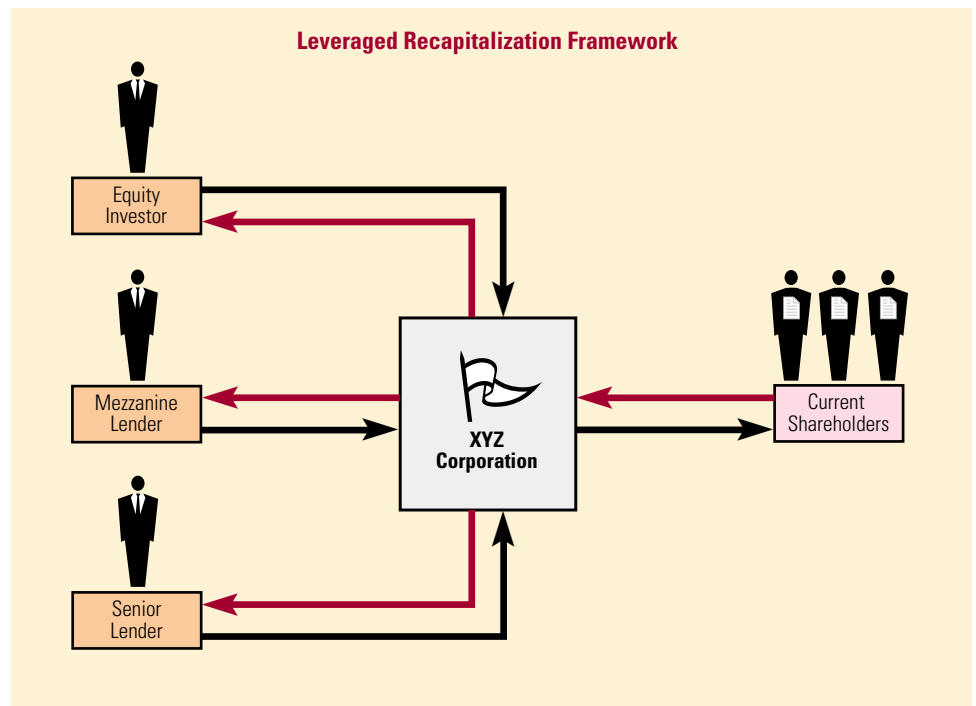 Leveraged Recapitalization Framework
Equity
Investor
Mezzanine
Lender
XYZ
Corporation
Current
Shareholders
Senior
Lender